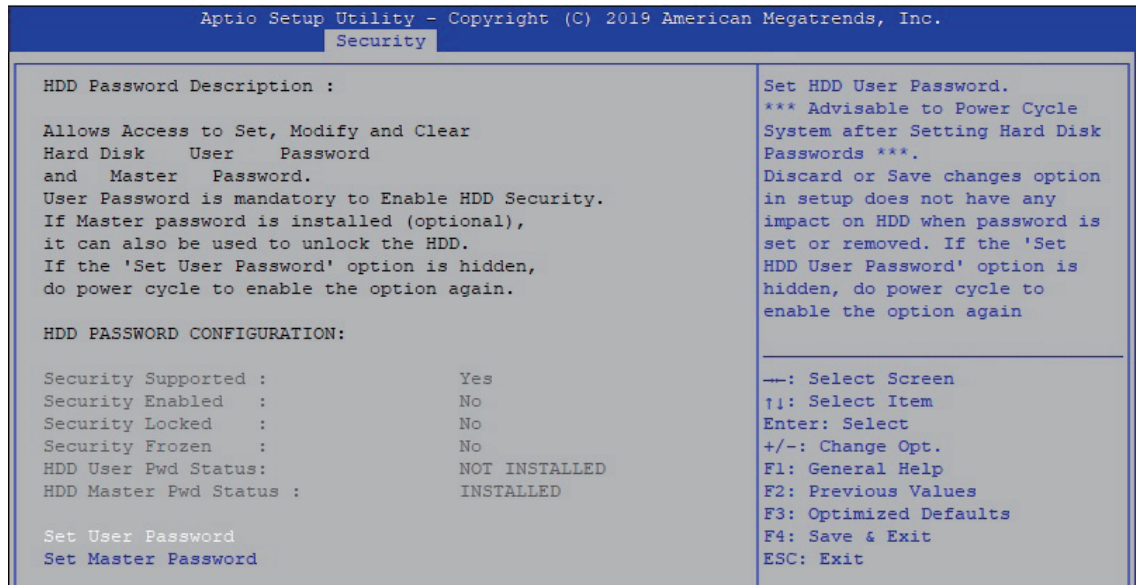 Aptio Setup Utility – Copyright (C) 2019 American Megatrends, Inc.
Security
HDD Password Description :
Allows Access to Set, Modify and Clear
Hard Disk User Password
and Master Password.
User Password is mandatory to Enable HDD Security.
If Master password is installed (optional),
it can also be used to unlock the HDD.
If the 'Set User Password' option is hidden,
do power cycle to enable the option again.
HDD PASSWORD CONFIGURATION:
Security Supported : Yes
Security Enabled : No
Security Locked : No
Security Frozen : No
HDD User Pwd Status: NOT INSTALLED
HDD Master Pwd Status : INSTALLED
Set User Password
Set Master Password
Set HDD User Password.
*** Advisable to Power Cycle
System after Setting Hard Disk
Passwords ***.
Discard or Save changes option
in setup does not have any
impact on HDD when password is
set or removed. If the 'Set
HDD User Password' option is
hidden, do power cycle to
enable the option again
→←: Select Screen
↑↓: Select Item
Enter: Select
+/-: Change Opt.
F1: General Help
F2: Previous Values
F3: Optimized Defaults
F4: Save & Exit
ESC: Exit